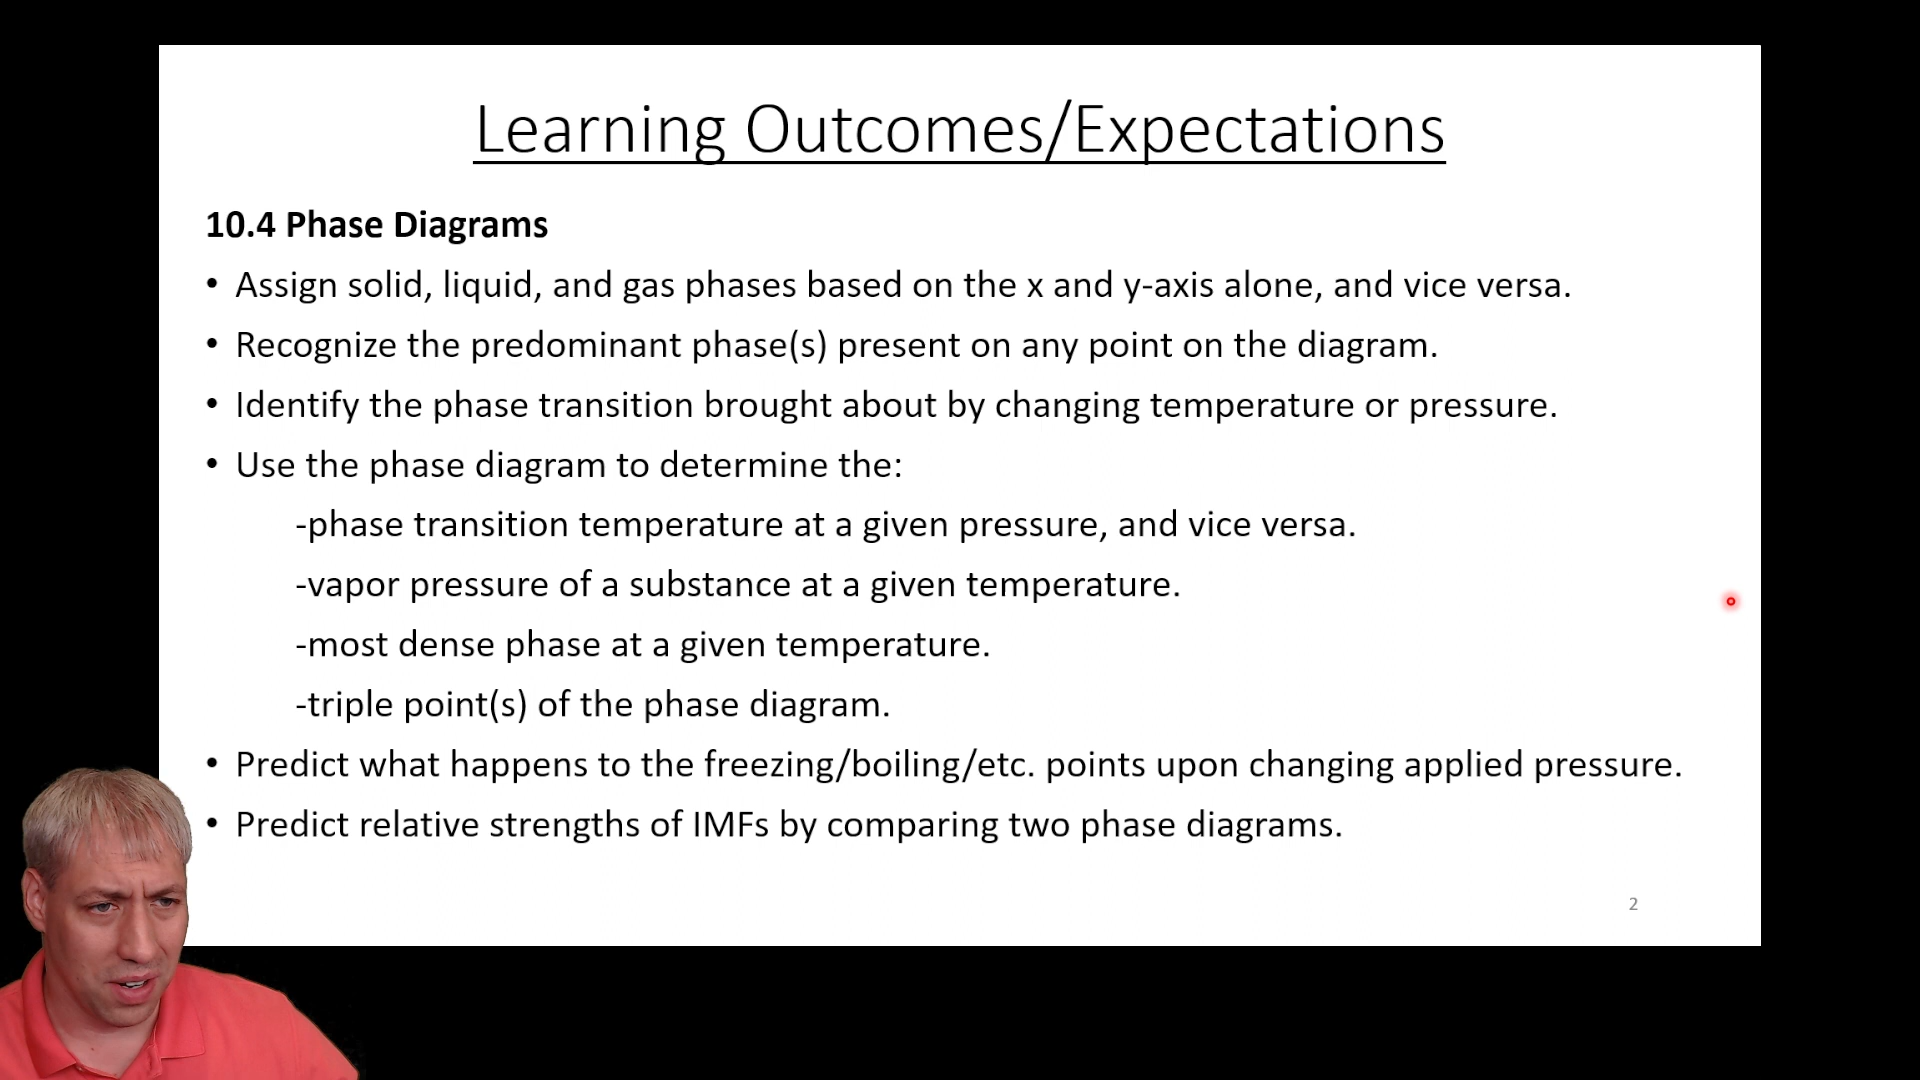 Learning Outcomes/Expectations
10.4 Phase Diagrams
• Assign solid, liquid, and gas phases based on the x and y-axis alone, and vice versa.
• Recognize the predominant phase(s) present on any point on the diagram.
• Identify the phase transition brought about by changing temperature or pressure.
• Use the phase diagram to determine the:
-phase transition temperature at a given pressure, and vice versa.
-vapor pressure of a substance at a given temperature.
-most dense phase at a given temperature.
-triple point(s) of the phase diagram.
• Predict what happens to the freezing/boiling/etc. points upon changing applied pressure.
• Predict relative strengths of IMFs by comparing two phase diagrams.
2